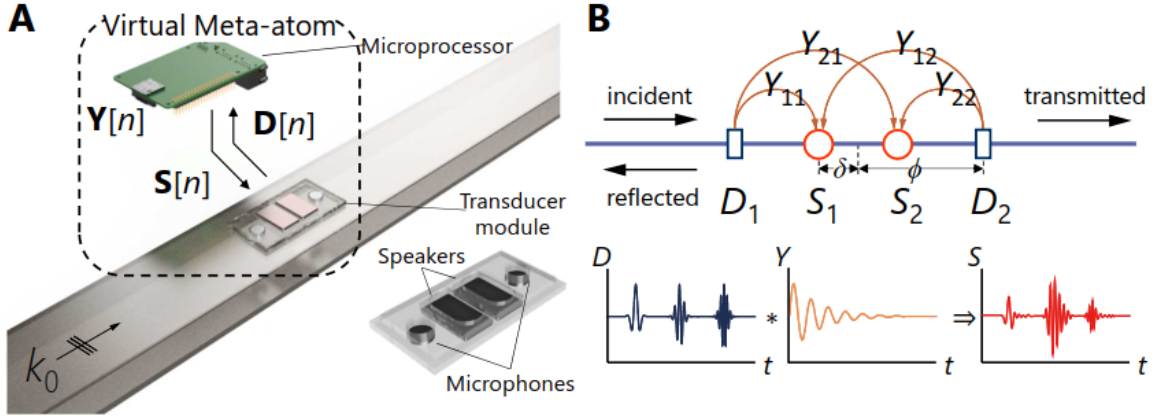 A
Virtual Meta-atom
Microprocessor
Y[n]
D[n]
S[n]
Transducer
module
Speakers
Microphones
k₀
B
Y₂₁
Y₁₂
Y₁₁
Y₂₂
incident
transmitted
reflected
δ
ϕ
D₁
S₁
S₂
D₂
D
Y
S
*
⇒
t
t
t